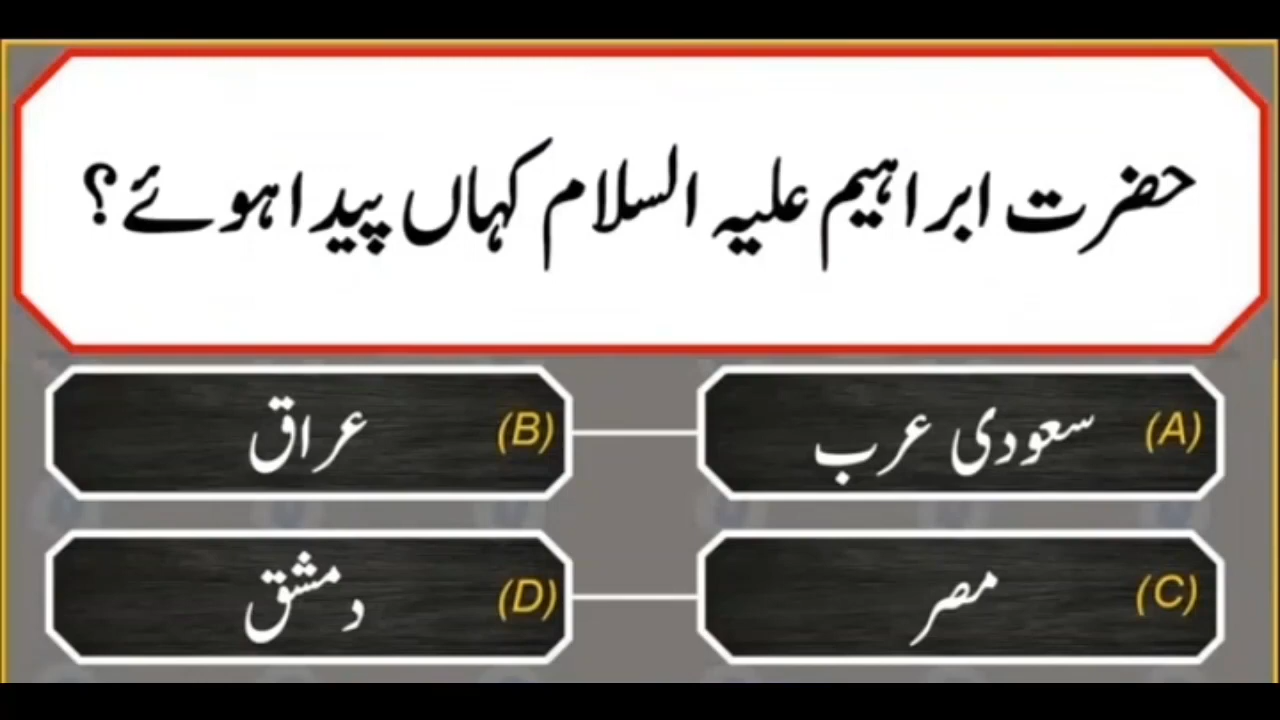 حضرت ابراہیم علیہ السلام کہاں پیدا ہوئے؟
(A) سعودی عرب
(B) عراق
(C) مصر
(D) دمشق